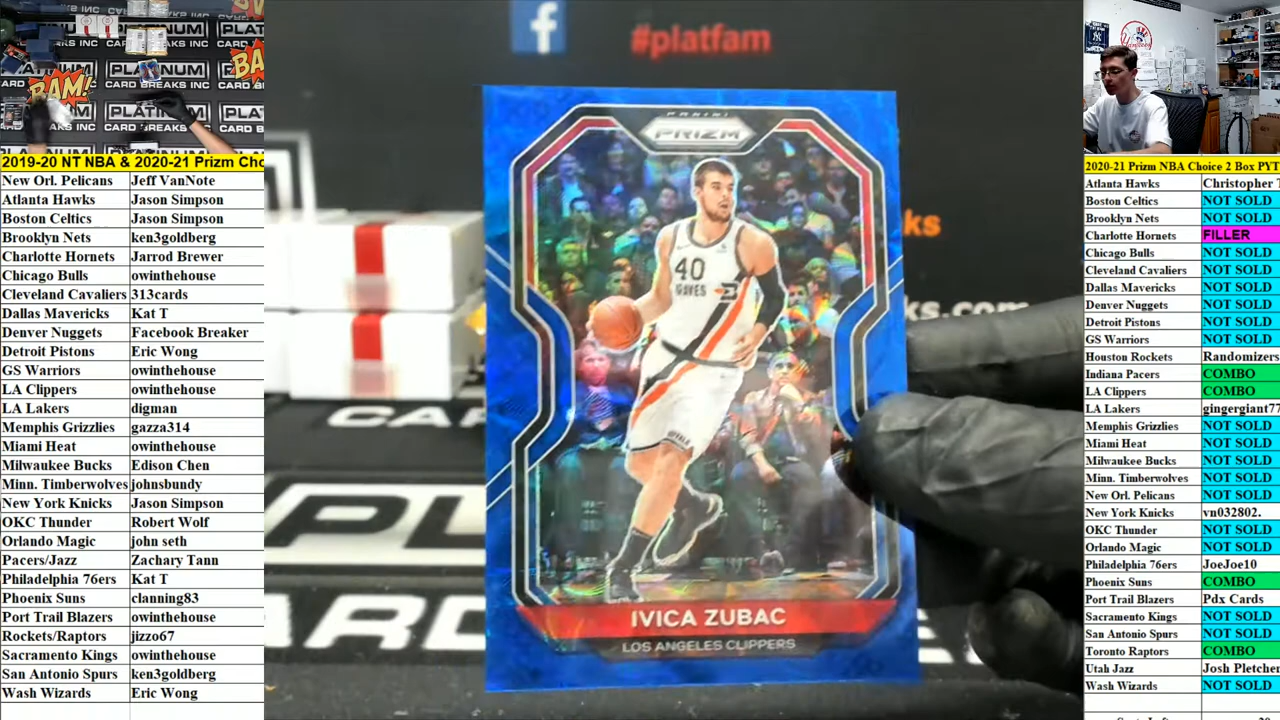 #platfam
PLATINUM
CARD BREAKS INC
BAM!
2019-20 NT NBA & 2020-21 Prizm Cho
New Orl. Pelicans Jeff VanNote
Atlanta Hawks Jason Simpson
Boston Celtics Jason Simpson
Brooklyn Nets ken3goldberg
Charlotte Hornets Jarrod Brewer
Chicago Bulls owinthehouse
Cleveland Cavaliers 313cards
Dallas Mavericks Kat T
Denver Nuggets Facebook Breaker
Detroit Pistons Eric Wong
GS Warriors owinthehouse
LA Clippers owinthehouse
LA Lakers digman
Memphis Grizzlies gazza314
Miami Heat owinthehouse
Milwaukee Bucks Edison Chen
Minn. Timberwolves johnsbundy
New York Knicks Jason Simpson
OKC Thunder Robert Wolf
Orlando Magic john seth
Pacers/Jazz Zachary Tann
Philadelphia 76ers Kat T
Phoenix Suns clanning83
Port Trail Blazers owinthehouse
Rockets/Raptors jizzo67
Sacramento Kings owinthehouse
San Antonio Spurs ken3goldberg
Wash Wizards Eric Wong
PANINI
PRIZM
40
BUFFALO
IVICA ZUBAC
LOS ANGELES CLIPPERS
2020-21 Prizm NBA Choice 2 Box PYT
Atlanta Hawks Christopher T
Boston Celtics NOT SOLD
Brooklyn Nets NOT SOLD
Charlotte Hornets FILLER
Chicago Bulls NOT SOLD
Cleveland Cavaliers NOT SOLD
Dallas Mavericks NOT SOLD
Denver Nuggets NOT SOLD
Detroit Pistons NOT SOLD
GS Warriors NOT SOLD
Houston Rockets Randomizers
Indiana Pacers COMBO
LA Clippers COMBO
LA Lakers gingergiant77
Memphis Grizzlies NOT SOLD
Miami Heat NOT SOLD
Milwaukee Bucks NOT SOLD
Minn. Timberwolves NOT SOLD
New Orl. Pelicans NOT SOLD
New York Knicks vn032802.
OKC Thunder NOT SOLD
Orlando Magic NOT SOLD
Philadelphia 76ers JoeJoe10
Phoenix Suns COMBO
Port Trail Blazers Pdx Cards
Sacramento Kings NOT SOLD
San Antonio Spurs NOT SOLD
Toronto Raptors COMBO
Utah Jazz Josh Pletcher
Wash Wizards NOT SOLD